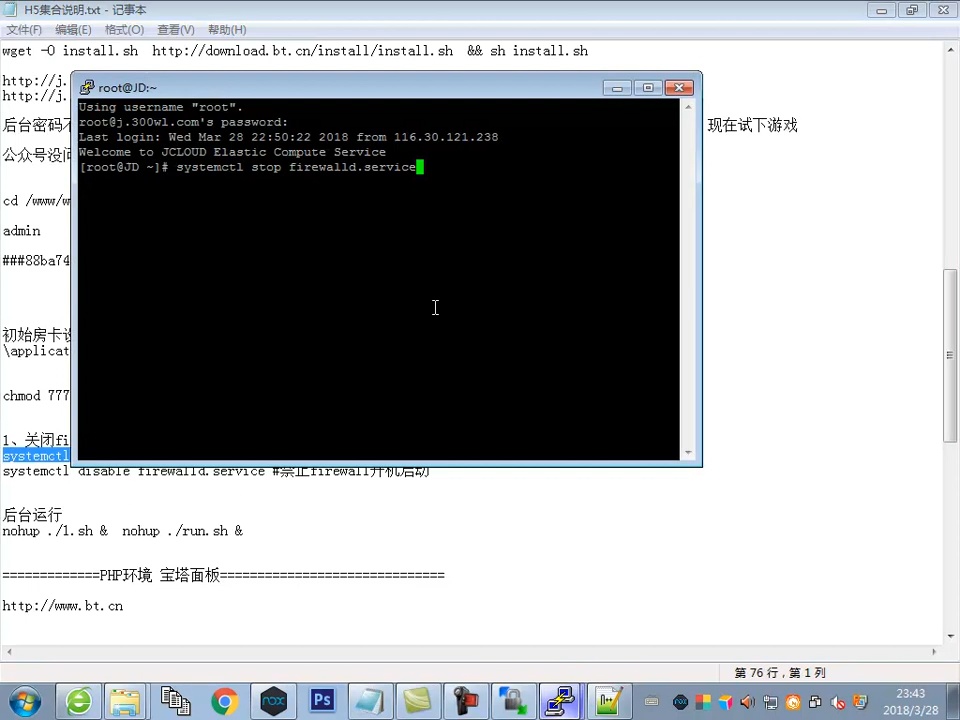 H5集合说明.txt - 记事本
文件(F) 编辑(E) 格式(O) 查看(V) 帮助(H)
wget -O install.sh http://download.bt.cn/install/install.sh && sh install.sh
http://j.
http://j.
后台密码不
现在试下游戏
公众号没问
cd /www/w
admin
###88ba74
初始房卡设
\applicat
chmod 777
1、关闭fi
systemctl
systemctl disable firewalld.service #禁止firewall开机启动
后台运行
nohup ./1.sh & nohup ./run.sh &
=============PHP环境 宝塔面板==============================
http://www.bt.cn
root@JD:~
Using username "root".
root@j.300wl.com's password:
Last login: Wed Mar 28 22:50:22 2018 from 116.30.121.238
Welcome to JCLOUD Elastic Compute Service
[root@JD ~]# systemctl stop firewalld.service
第 76 行，第 1 列
nox
Ps
23:43
2018/3/28